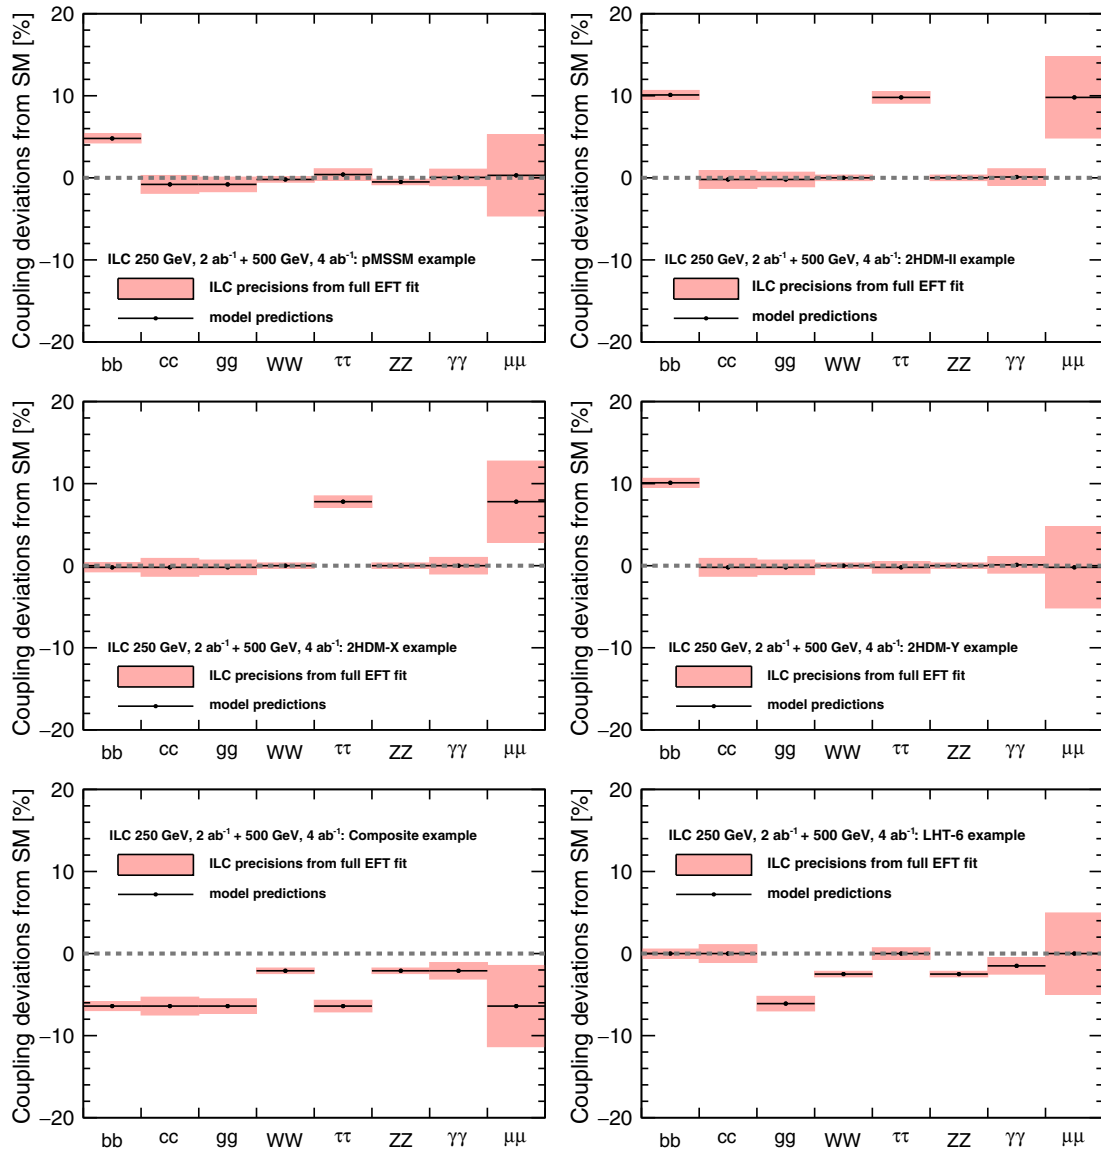 Coupling deviations from SM [%]
20
10
0
−10
−20
ILC 250 GeV, 2 ab⁻¹ + 500 GeV, 4 ab⁻¹: pMSSM example
ILC precisions from full EFT fit
model predictions
bb cc gg WW ττ ZZ γγ μμ
Coupling deviations from SM [%]
20
10
0
−10
−20
ILC 250 GeV, 2 ab⁻¹ + 500 GeV, 4 ab⁻¹: 2HDM-II example
ILC precisions from full EFT fit
model predictions
bb cc gg WW ττ ZZ γγ μμ
Coupling deviations from SM [%]
20
10
0
−10
−20
ILC 250 GeV, 2 ab⁻¹ + 500 GeV, 4 ab⁻¹: 2HDM-X example
ILC precisions from full EFT fit
model predictions
bb cc gg WW ττ ZZ γγ μμ
Coupling deviations from SM [%]
20
10
0
−10
−20
ILC 250 GeV, 2 ab⁻¹ + 500 GeV, 4 ab⁻¹: 2HDM-Y example
ILC precisions from full EFT fit
model predictions
bb cc gg WW ττ ZZ γγ μμ
Coupling deviations from SM [%]
20
10
0
−10
−20
ILC 250 GeV, 2 ab⁻¹ + 500 GeV, 4 ab⁻¹: Composite example
ILC precisions from full EFT fit
model predictions
bb cc gg WW ττ ZZ γγ μμ
Coupling deviations from SM [%]
20
10
0
−10
−20
ILC 250 GeV, 2 ab⁻¹ + 500 GeV, 4 ab⁻¹: LHT-6 example
ILC precisions from full EFT fit
model predictions
bb cc gg WW ττ ZZ γγ μμ